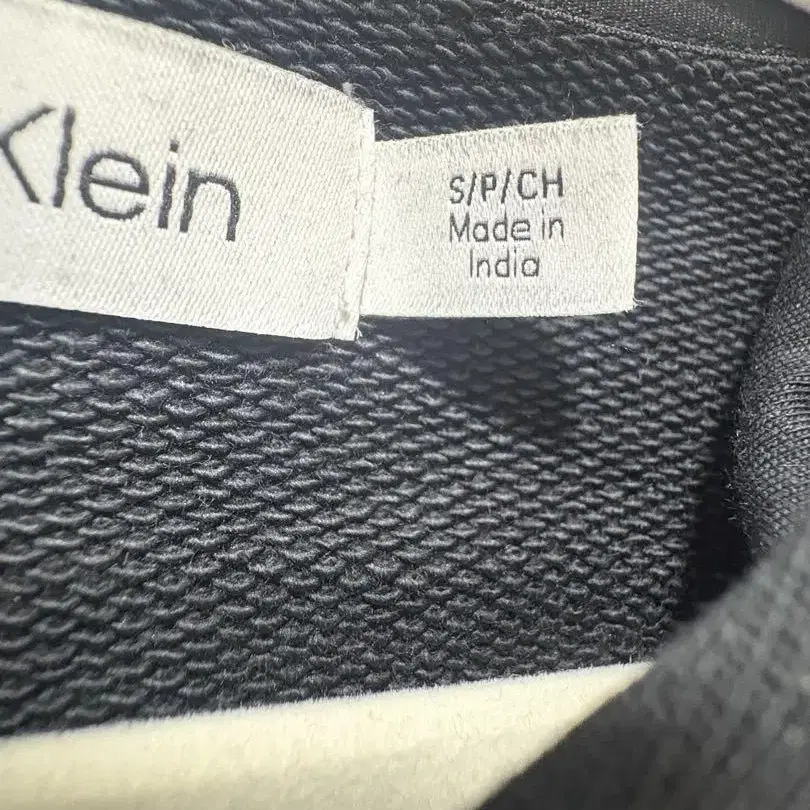 Klein
S/P/CH
Made in
India